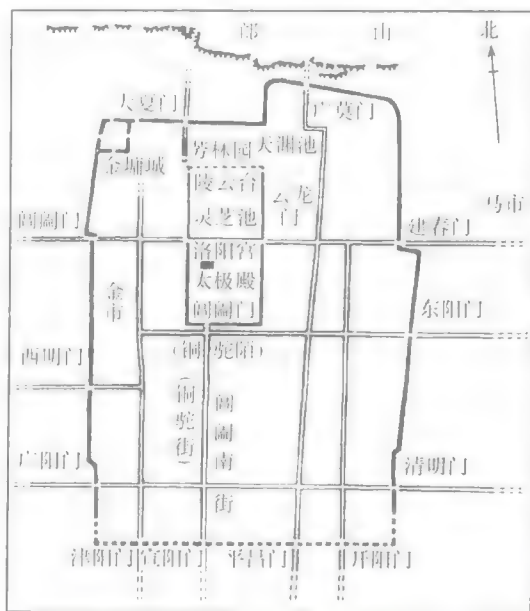 邙 山 北
大夏门
广莫门
芳林园
天渊池
金墉城
陵云台
灵芝池
云龙门
马市
阊阖门
建春门
洛阳宫
太极殿
阊阖门
金市
东阳门
(铜驼陌)
西明门
(铜驼街)
阊阖南街
广阳门
清明门
津阳门
宣阳门
平昌门
开阳门